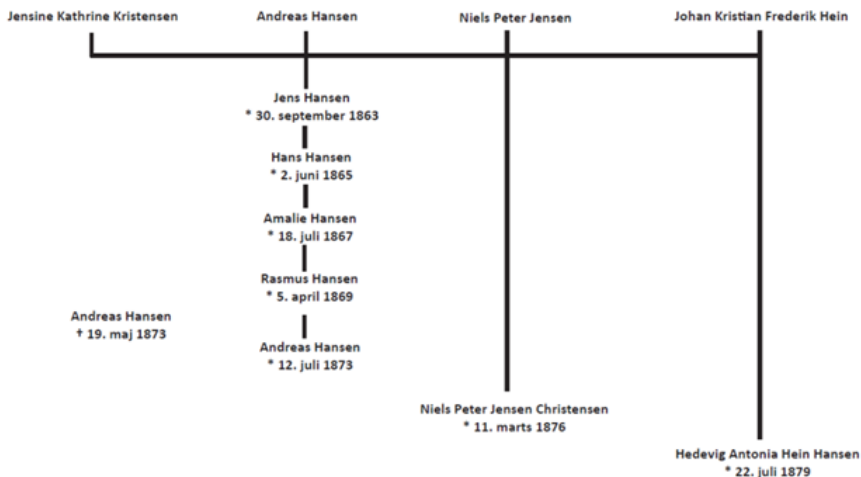 Jensine Kathrine Kristensen
Andreas Hansen
Niels Peter Jensen
Johan Kristian Frederik Hein
Jens Hansen
* 30. september 1863
Hans Hansen
* 2. juni 1865
Amalie Hansen
* 18. juli 1867
Rasmus Hansen
* 5. april 1869
Andreas Hansen
† 19. maj 1873
Andreas Hansen
* 12. juli 1873
Niels Peter Jensen Christensen
* 11. marts 1876
Hedevig Antonia Hein Hansen
* 22. juli 1879